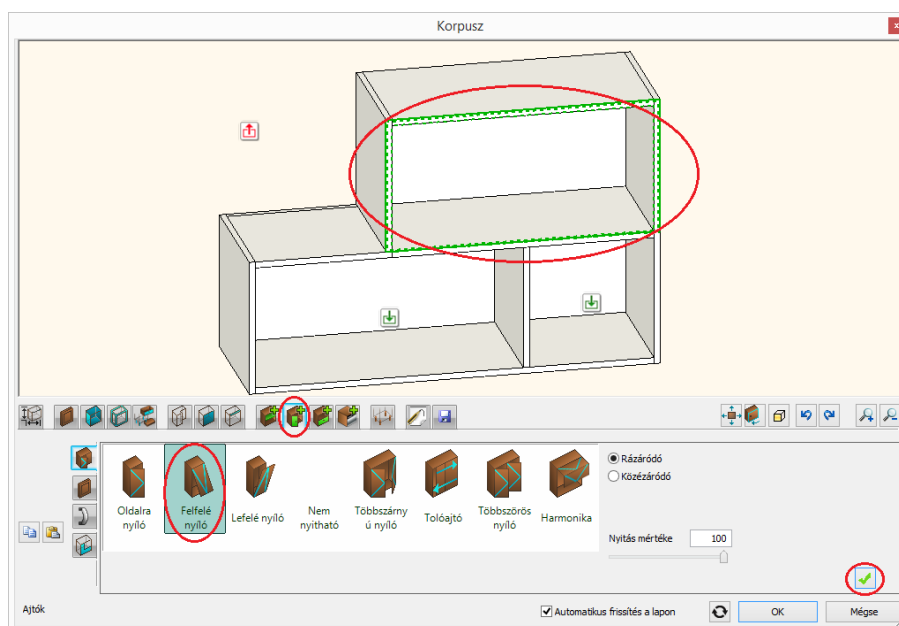 Korpusz
x
Oldalra
nyíló
Felfelé
nyíló
Lefelé nyíló
Nem
nyitható
Többszárny
ú nyíló
Tolóajtó
Többszörös
nyíló
Harmonika
Rázáródó
Közézáródó
Nyitás mértéke
100
Ajtók
Automatikus frissítés a lapon
OK
Mégse